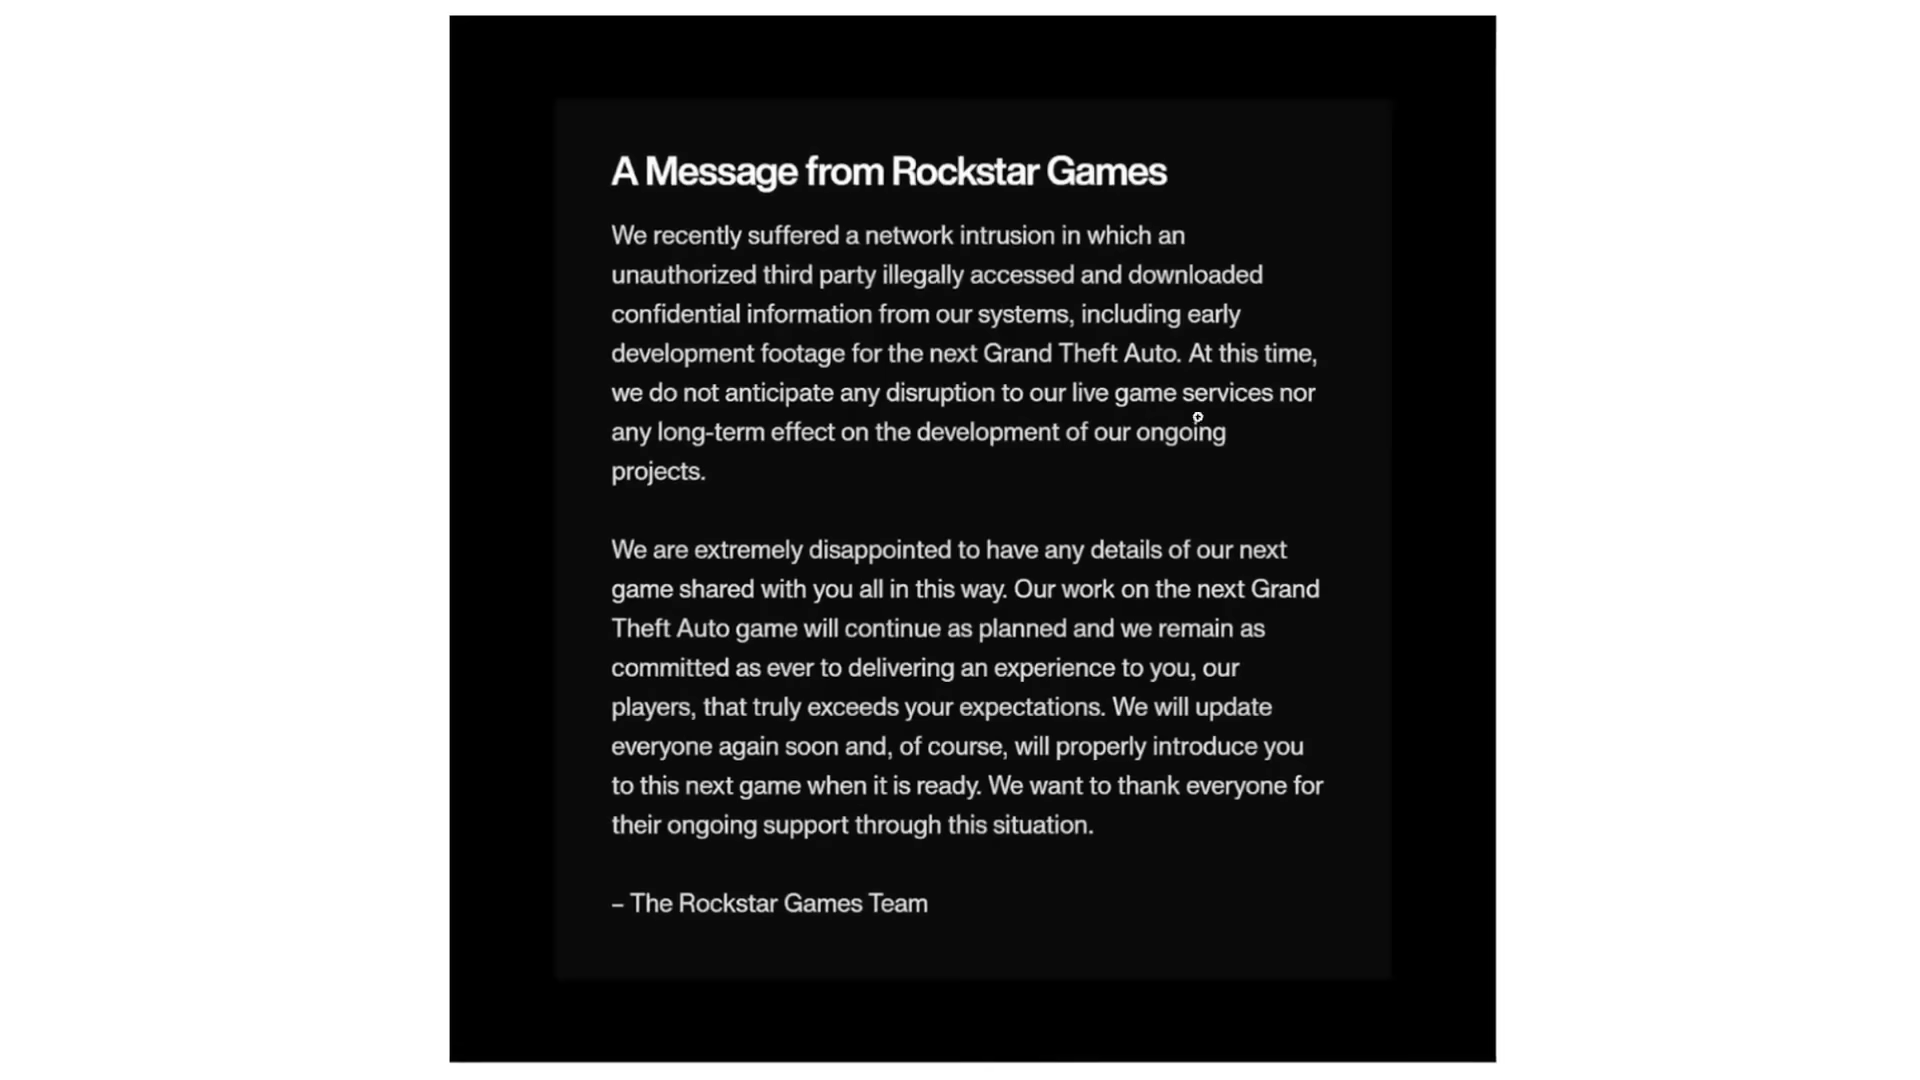 A Message from Rockstar Games
We recently suffered a network intrusion in which an
unauthorized third party illegally accessed and downloaded
confidential information from our systems, including early
development footage for the next Grand Theft Auto. At this time,
we do not anticipate any disruption to our live game services nor
any long-term effect on the development of our ongoing
projects.
We are extremely disappointed to have any details of our next
game shared with you all in this way. Our work on the next Grand
Theft Auto game will continue as planned and we remain as
committed as ever to delivering an experience to you, our
players, that truly exceeds your expectations. We will update
everyone again soon and, of course, will properly introduce you
to this next game when it is ready. We want to thank everyone for
their ongoing support through this situation.
– The Rockstar Games Team